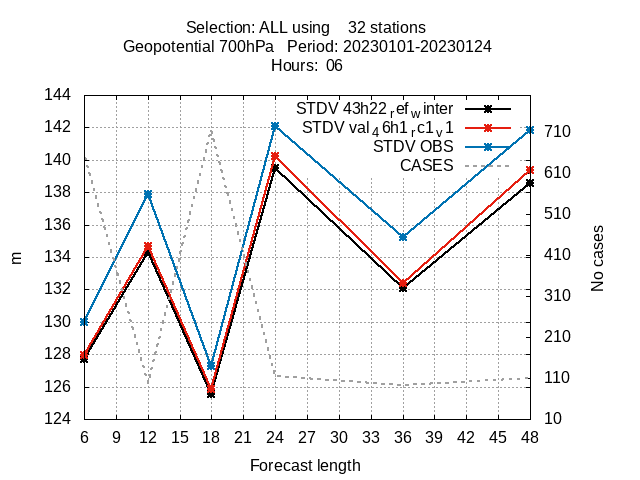 Selection: ALL using 32 stations
Geopotential 700hPa Period: 20230101-20230124
Hours: 06
STDV 43h22refwinter
STDV val46h1rc1v1
STDV OBS
CASES
144
142
140
138
136
134
132
130
128
126
124
m
710
610
510
410
310
210
110
10
No cases
6 9 12 15 18 21 24 27 30 33 36 39 42 45 48
Forecast length